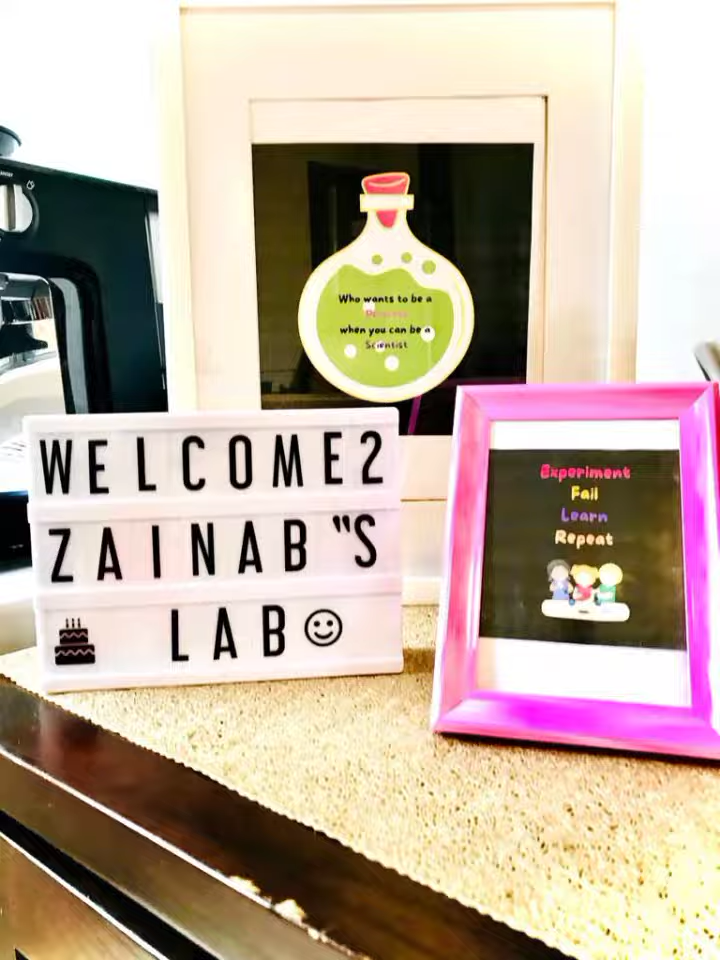 Who wants to be a
Princess
when you can be a
Scientist
WELCOME2
ZAINAB"S
LAB
Experiment
Fail
Learn
Repeat